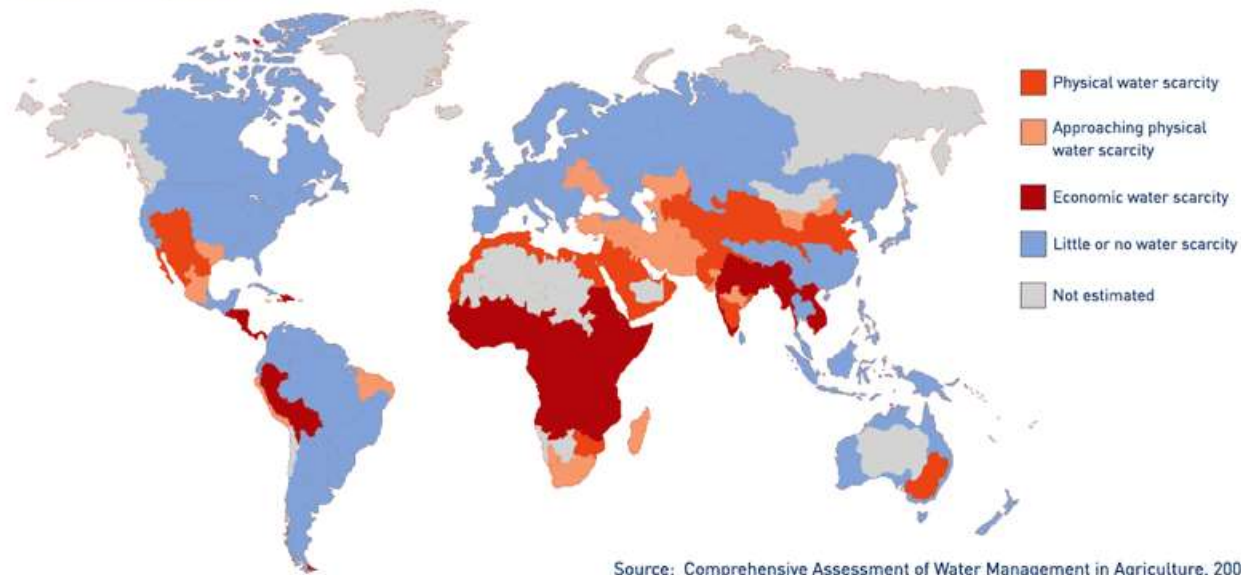 Physical water scarcity
Approaching physical
water scarcity
Economic water scarcity
Little or no water scarcity
Not estimated
Source: Comprehensive Assessment of Water Management in Agriculture, 200